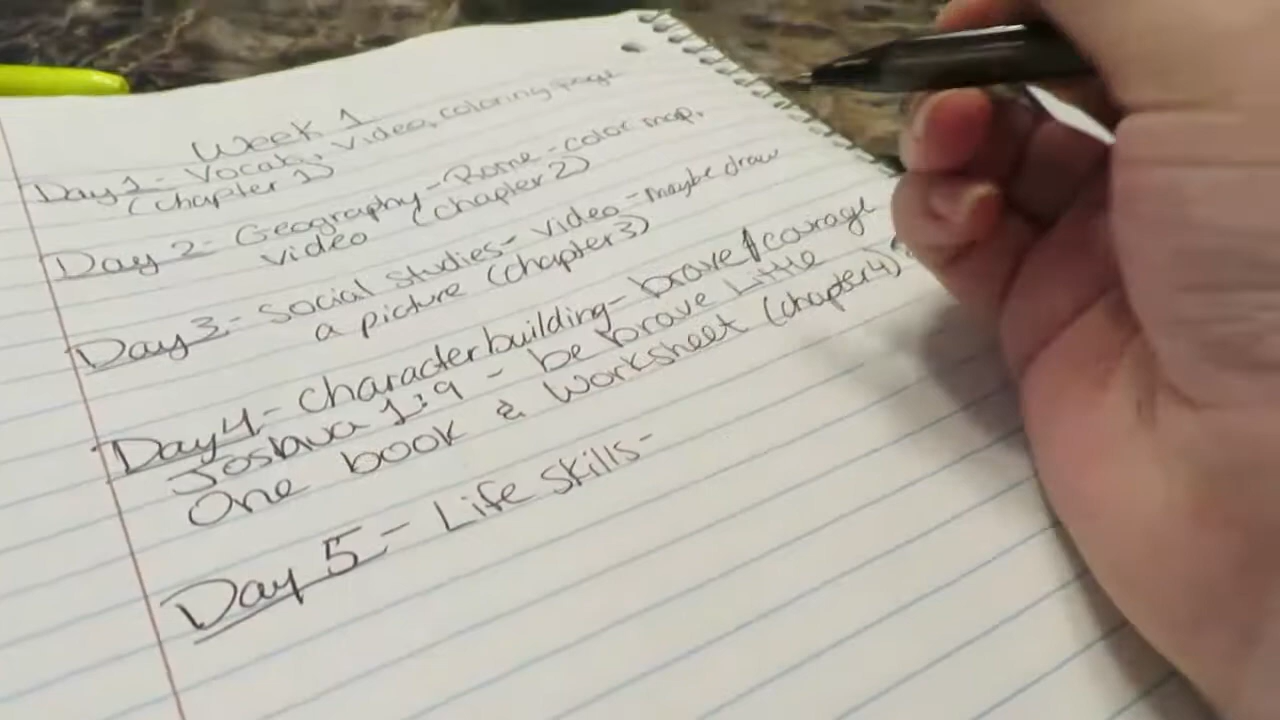 Week 1
Day 1- Vocab, video, coloring page
(Chapter 1)
Day 2- Geography-Rome-color map,
video (chapter 2)
Day 3- Social Studies- video-maybe draw
a picture (chapter 3)
Day 4- Character building- brave/courage
Joshua 1:9 - be brave Little
One book & Worksheet (chapter 4)
Day 5- Life skills-